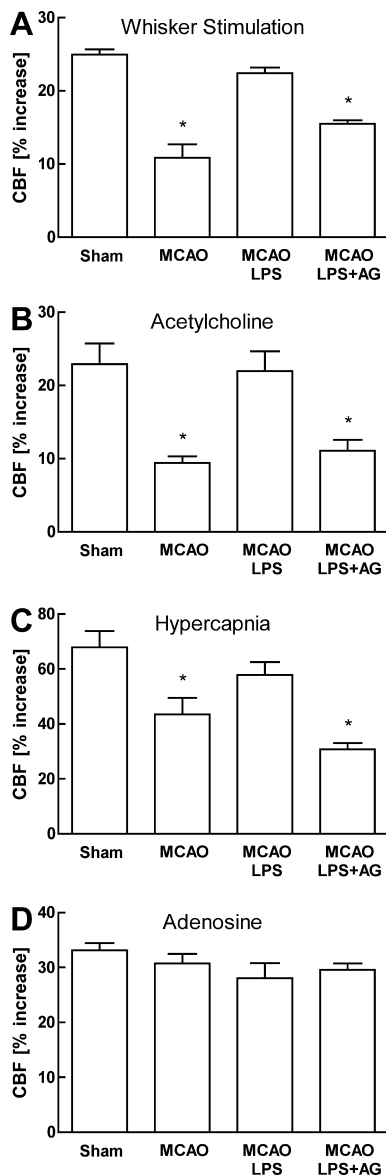 A
Whisker Stimulation
CBF [% increase]
30
20
10
0
*
*
Sham MCAO MCAO MCAO
LPS LPS+AG
B
Acetylcholine
CBF [% increase]
30
20
10
0
*
*
Sham MCAO MCAO MCAO
LPS LPS+AG
C
Hypercapnia
CBF [% increase]
80
60
40
20
0
*
*
Sham MCAO MCAO MCAO
LPS LPS+AG
D
Adenosine
CBF [% increase]
40
30
20
10
0
Sham MCAO MCAO MCAO
LPS LPS+AG